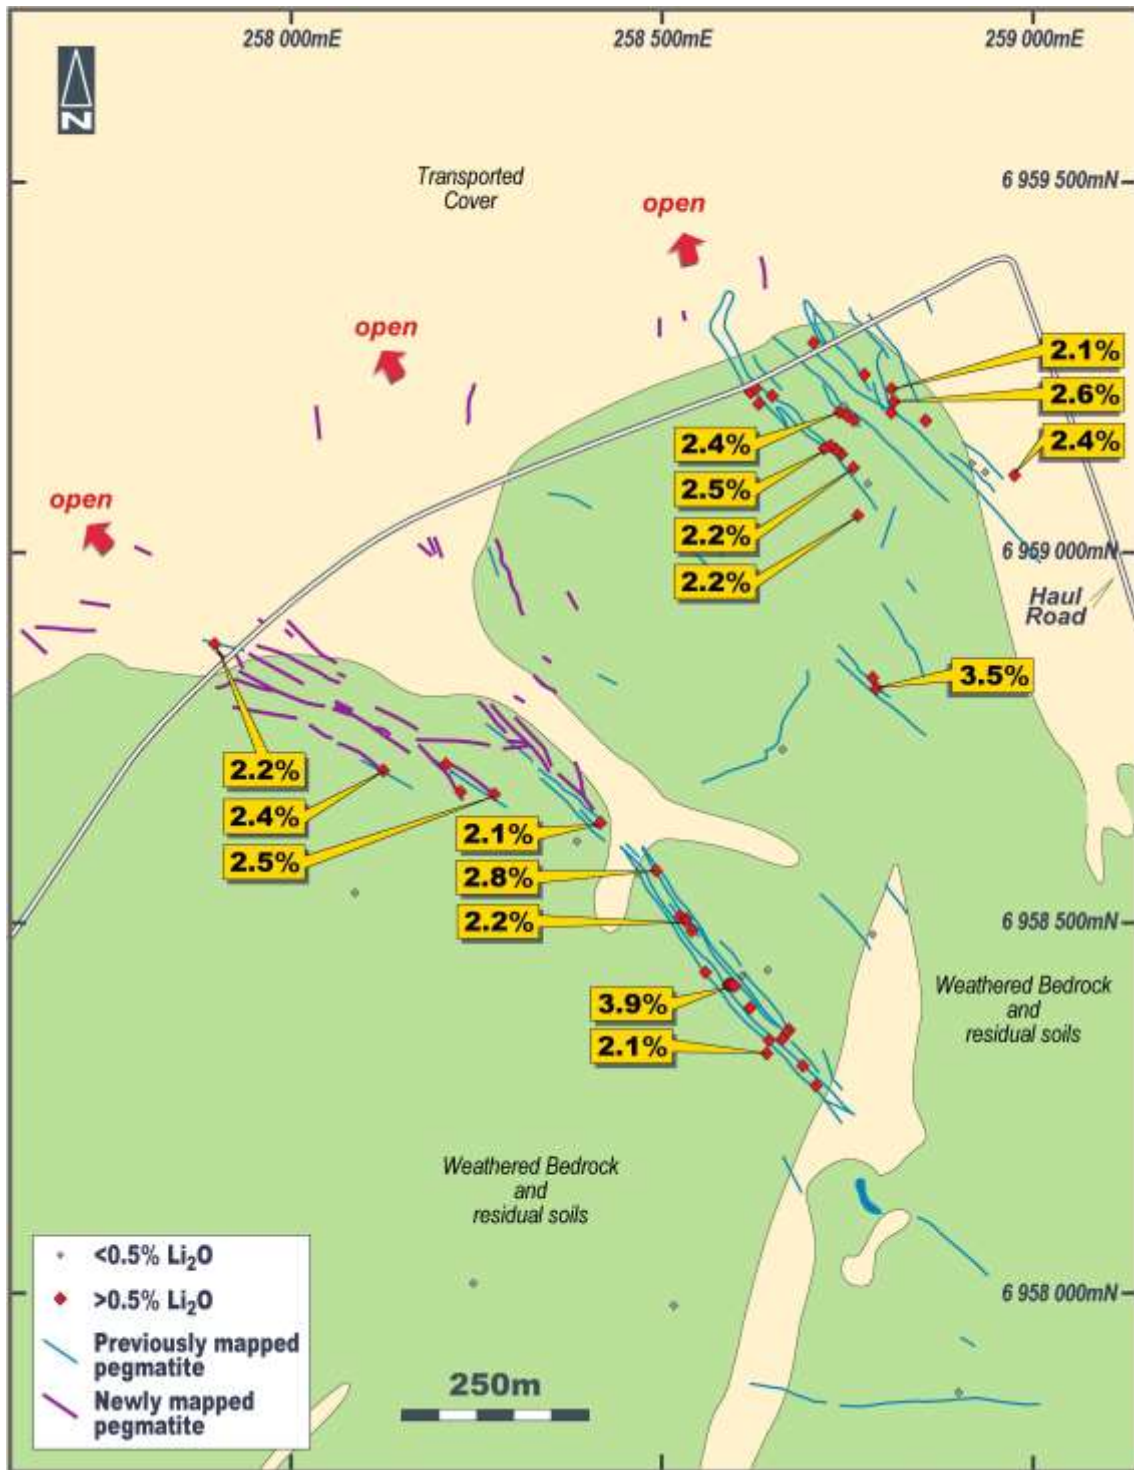 258 000mE
258 500mE
259 000mE
N
Transported
Cover
6 959 500mN
open
open
2.1%
2.6%
2.4%
2.4%
2.5%
open
2.2%
6 959 000mN
2.2%
Haul
Road
3.5%
2.2%
2.4%
2.1%
2.5%
2.8%
2.2%
6 958 500mN
Weathered Bedrock
and
residual soils
3.9%
2.1%
Weathered Bedrock
and
residual soils
<0.5% Li₂O
>0.5% Li₂O
6 958 000mN
Previously mapped
pegmatite
250m
Newly mapped
pegmatite